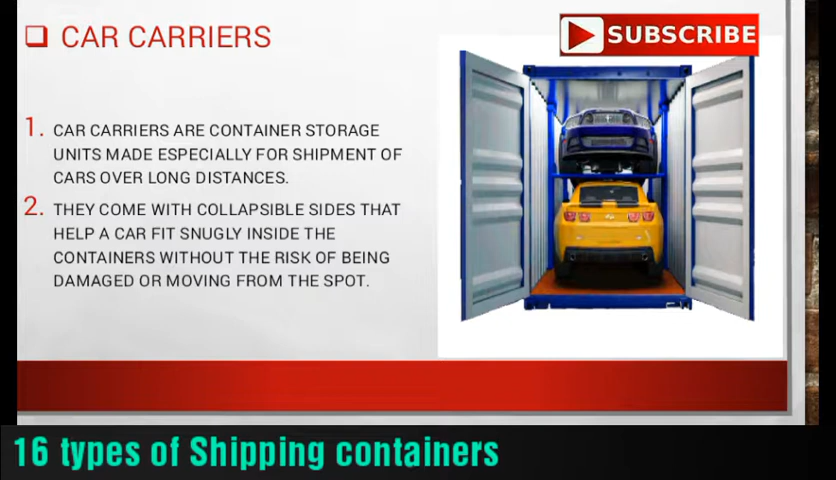 CAR CARRIERS
SUBSCRIBE
1. CAR CARRIERS ARE CONTAINER STORAGE
UNITS MADE ESPECIALLY FOR SHIPMENT OF
CARS OVER LONG DISTANCES.
2. THEY COME WITH COLLAPSIBLE SIDES THAT
HELP A CAR FIT SNUGLY INSIDE THE
CONTAINERS WITHOUT THE RISK OF BEING
DAMAGED OR MOVING FROM THE SPOT.
16 types of Shipping containers